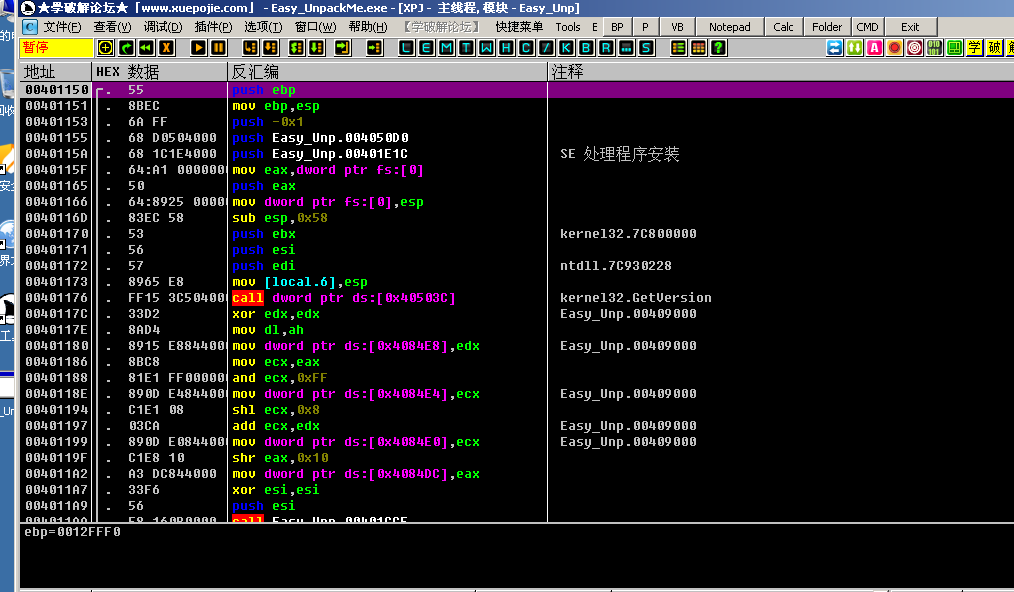 ★学破解论坛★「www.xuepojie.com」 - Easy_UnpackMe.exe - [XPJ - 主线程, 模块 - Easy_Unp]
C 文件(F) 查看(V) 调试(D) 插件(P) 选项(T) 窗口(W) 帮助(H) 【学破解论坛】 快捷菜单 Tools E BP P VB Notepad Calc Folder CMD Exit
暂停 X L E M T W H C / K B R ... S ? A 学 破
地址 HEX 数据 反汇编 注释
00401150 . 55 push ebp
00401151 . 8BEC mov ebp,esp
00401153 . 6A FF push -0x1
00401155 . 68 D0504000 push Easy_Unp.004050D0
0040115A . 68 1C1E4000 push Easy_Unp.00401E1C SE 处理程序安装
0040115F . 64:A1 0000000 mov eax,dword ptr fs:[0]
00401165 . 50 push eax
00401166 . 64:8925 0000 mov dword ptr fs:[0],esp
0040116D . 83EC 58 sub esp,0x58
00401170 . 53 push ebx kernel32.7C800000
00401171 . 56 push esi
00401172 . 57 push edi ntdll.7C930228
00401173 . 8965 E8 mov [local.6],esp
00401176 . FF15 3C50400 call dword ptr ds:[0x40503C] kernel32.GetVersion
0040117C . 33D2 xor edx,edx Easy_Unp.00409000
0040117E . 8AD4 mov dl,ah
00401180 . 8915 E884400 mov dword ptr ds:[0x4084E8],edx Easy_Unp.00409000
00401186 . 8BC8 mov ecx,eax
00401188 . 81E1 FF00000 and ecx,0xFF
0040118E . 890D E484400 mov dword ptr ds:[0x4084E4],ecx Easy_Unp.00409000
00401194 . C1E1 08 shl ecx,0x8
00401197 . 03CA add ecx,edx Easy_Unp.00409000
00401199 . 890D E084400 mov dword ptr ds:[0x4084E0],ecx Easy_Unp.00409000
0040119F . C1E8 10 shr eax,0x10
004011A2 . A3 DC844000 mov dword ptr ds:[0x4084DC],eax
004011A7 . 33F6 xor esi,esi
004011A9 . 56 push esi
004011AA . E8 160B0000 call Easy_Unp.00401CC5
ebp=0012FFF0